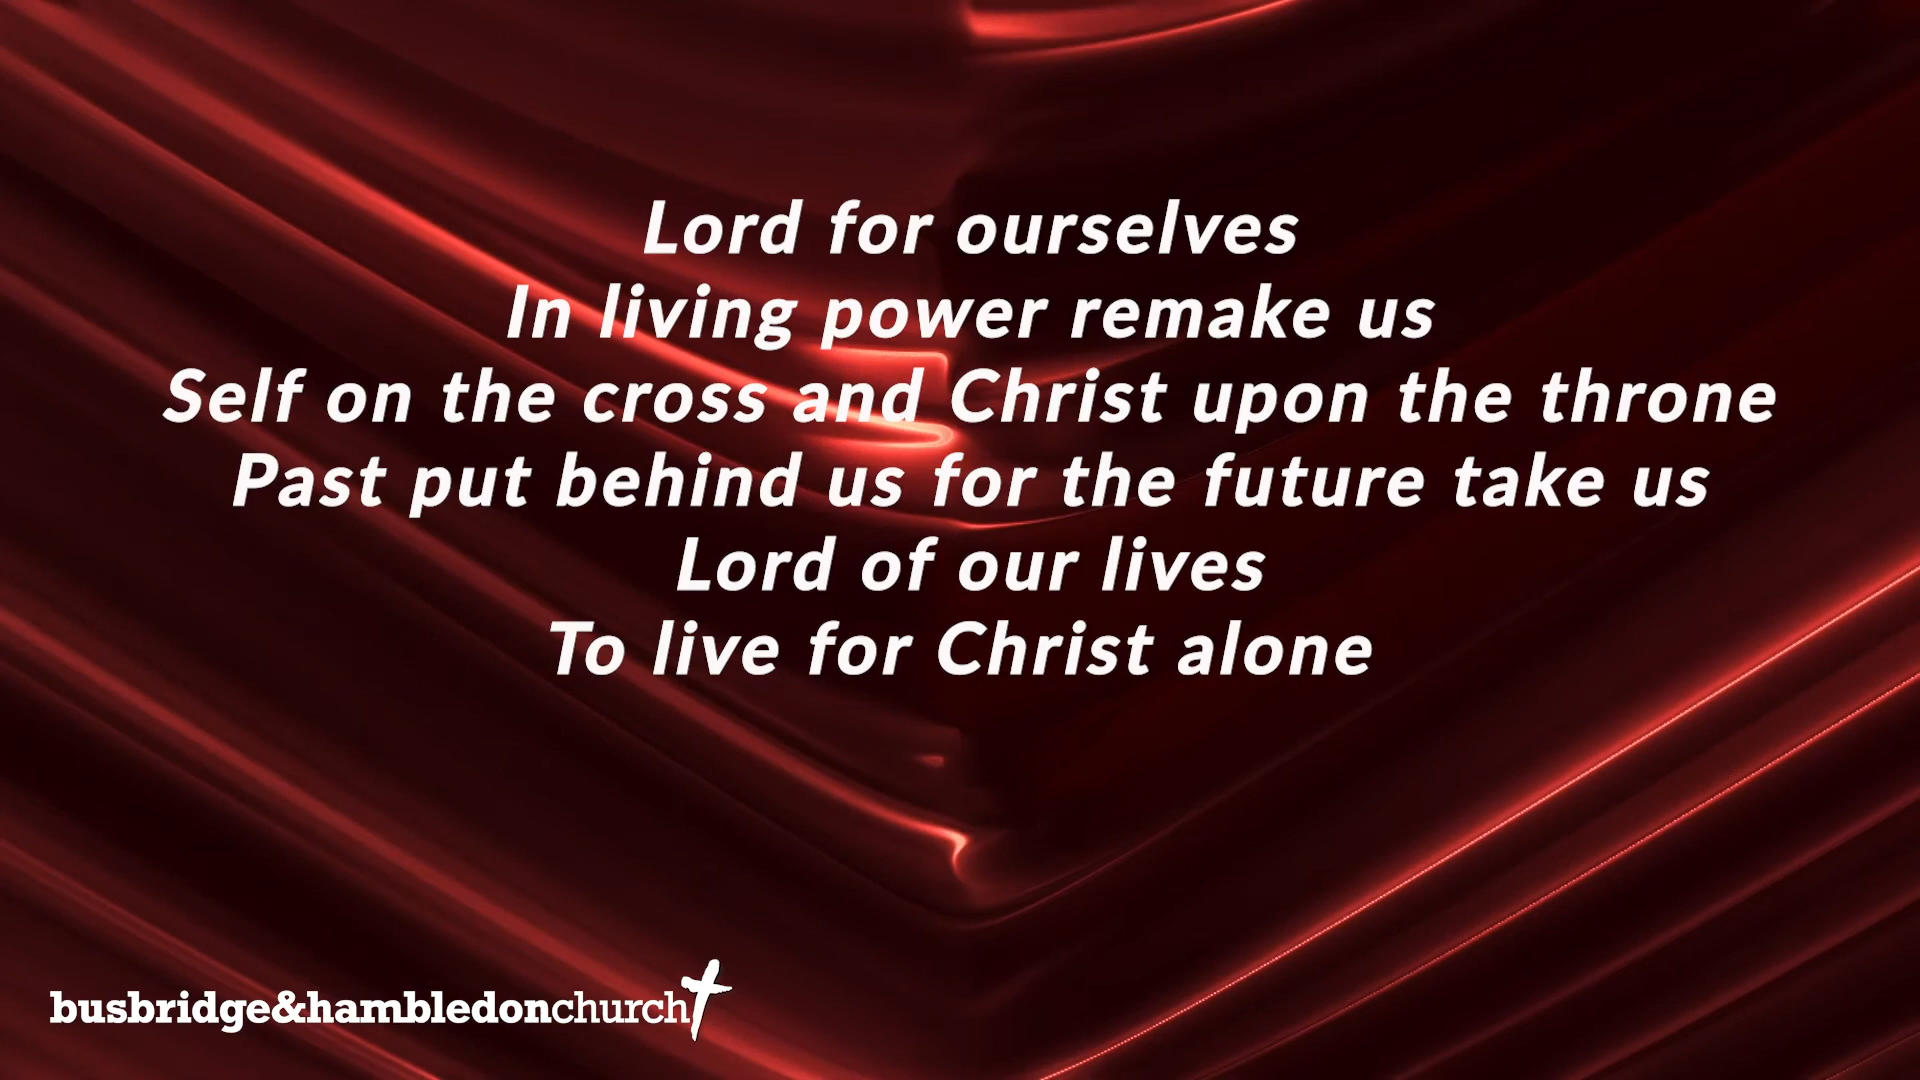 Lord for ourselves
In living power remake us
Self on the cross and Christ upon the throne
Past put behind us for the future take us
Lord of our lives
To live for Christ alone
busbridge&hambledonchurch